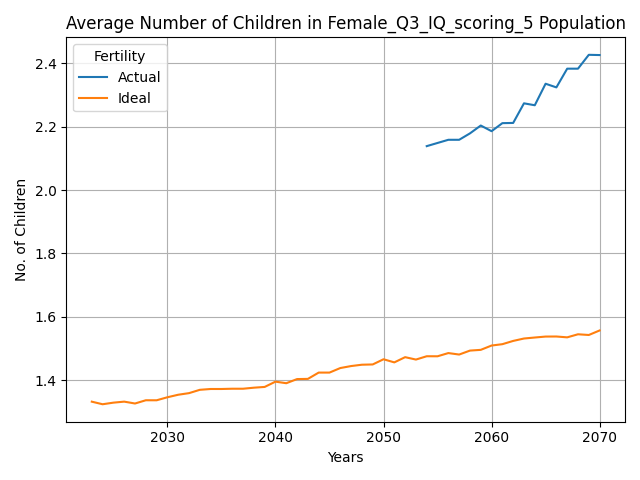 Average Number of Children in Female_Q3_IQ_scoring_5 Population
Fertility
Actual
Ideal
No. of Children
2.4
2.2
2.0
1.8
1.6
1.4
2030 2040 2050 2060 2070
Years